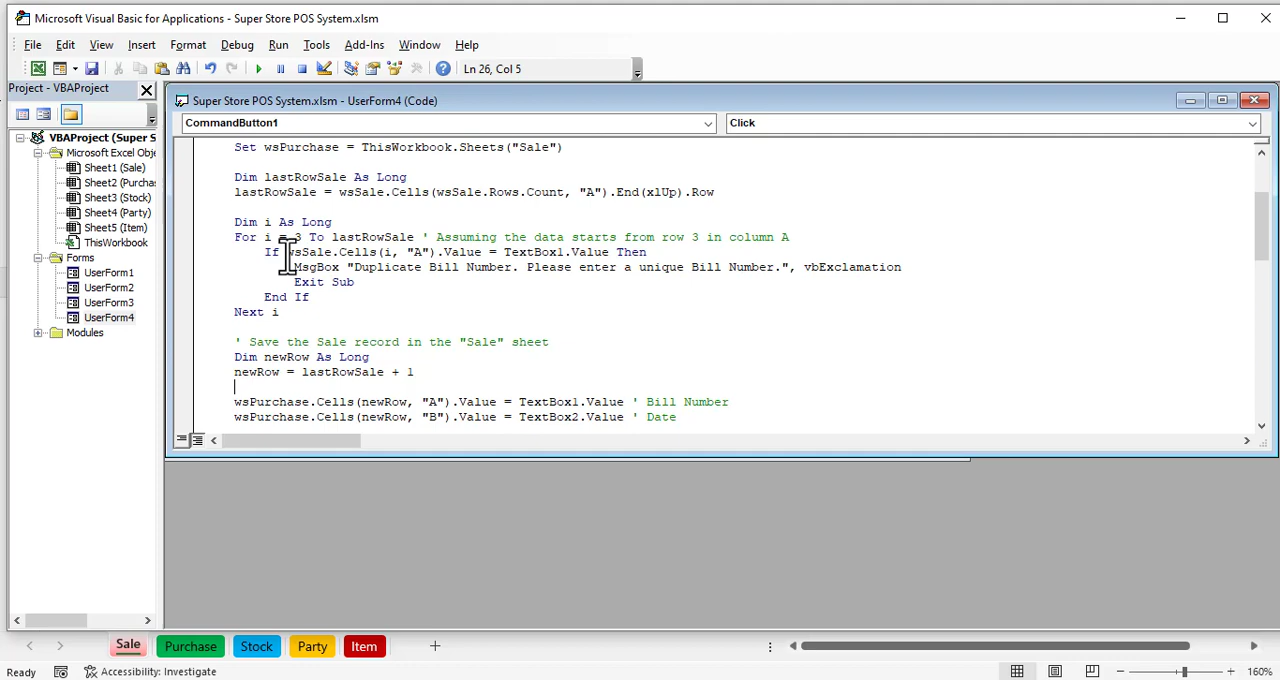 Microsoft Visual Basic for Applications - Super Store POS System.xlsm
File Edit View Insert Format Debug Run Tools Add-Ins Window Help
Ln 26, Col 5
Project - VBAProject
VBAProject (Super S
Microsoft Excel Obje
Sheet1 (Sale)
Sheet2 (Purcha
Sheet3 (Stock)
Sheet4 (Party)
Sheet5 (Item)
ThisWorkbook
Forms
UserForm1
UserForm2
UserForm3
UserForm4
Modules
Super Store POS System.xlsm - UserForm4 (Code)
CommandButton1 Click
Set wsPurchase = ThisWorkbook.Sheets("Sale")
Dim lastRowSale As Long
lastRowSale = wsSale.Cells(wsSale.Rows.Count, "A").End(xlUp).Row
Dim i As Long
For i = 3 To lastRowSale ' Assuming the data starts from row 3 in column A
If wsSale.Cells(i, "A").Value = TextBox1.Value Then
MsgBox "Duplicate Bill Number. Please enter a unique Bill Number.", vbExclamation
Exit Sub
End If
Next i
' Save the Sale record in the "Sale" sheet
Dim newRow As Long
newRow = lastRowSale + 1
wsPurchase.Cells(newRow, "A").Value = TextBox1.Value ' Bill Number
wsPurchase.Cells(newRow, "B").Value = TextBox2.Value ' Date
Sale Purchase Stock Party Item
Ready Accessibility: Investigate 160%